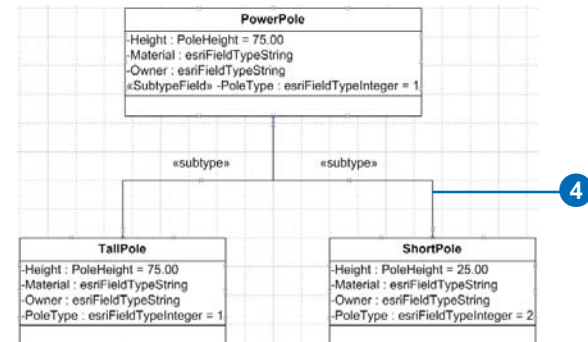 PowerPole
-Height : PoleHeight = 75.00
-Material : esriFieldTypeString
-Owner : esriFieldTypeString
«SubtypeField» -PoleType : esriFieldTypeInteger = 1
«subtype» «subtype»
4
TallPole
-Height : PoleHeight = 75.00
-Material : esriFieldTypeString
-Owner : esriFieldTypeString
-PoleType : esriFieldTypeInteger = 1
ShortPole
-Height : PoleHeight = 25.00
-Material : esriFieldTypeString
-Owner : esriFieldTypeString
-PoleType : esriFieldTypeInteger = 2